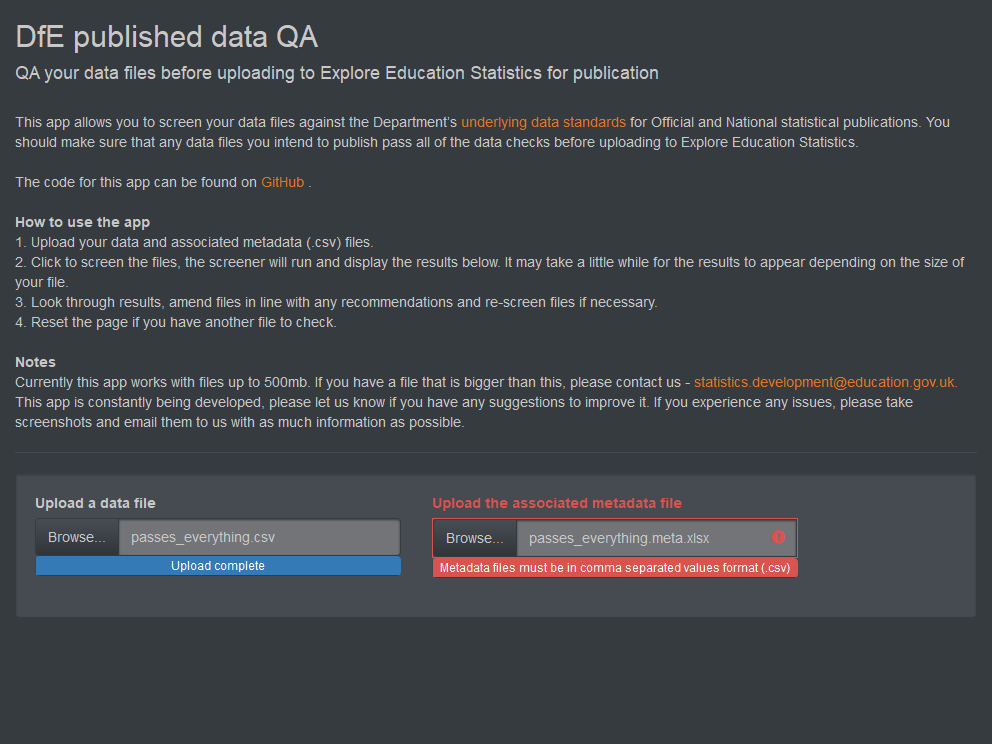 DfE published data QA
QA your data files before uploading to Explore Education Statistics for publication
This app allows you to screen your data files against the Department's underlying data standards for Official and National statistical publications. You
should make sure that any data files you intend to publish pass all of the data checks before uploading to Explore Education Statistics.
The code for this app can be found on GitHub .
How to use the app
1. Upload your data and associated metadata (.csv) files.
2. Click to screen the files, the screener will run and display the results below. It may take a little while for the results to appear depending on the size of
your file.
3. Look through results, amend files in line with any recommendations and re-screen files if necessary.
4. Reset the page if you have another file to check.
Notes
Currently this app works with files up to 500mb. If you have a file that is bigger than this, please contact us - statistics.development@education.gov.uk.
This app is constantly being developed, please let us know if you have any suggestions to improve it. If you experience any issues, please take
screenshots and email them to us with as much information as possible.
Upload a data file
Browse... passes_everything.csv
Upload complete
Upload the associated metadata file
Browse... passes_everything.meta.xlsx
Metadata files must be in comma separated values format (.csv)